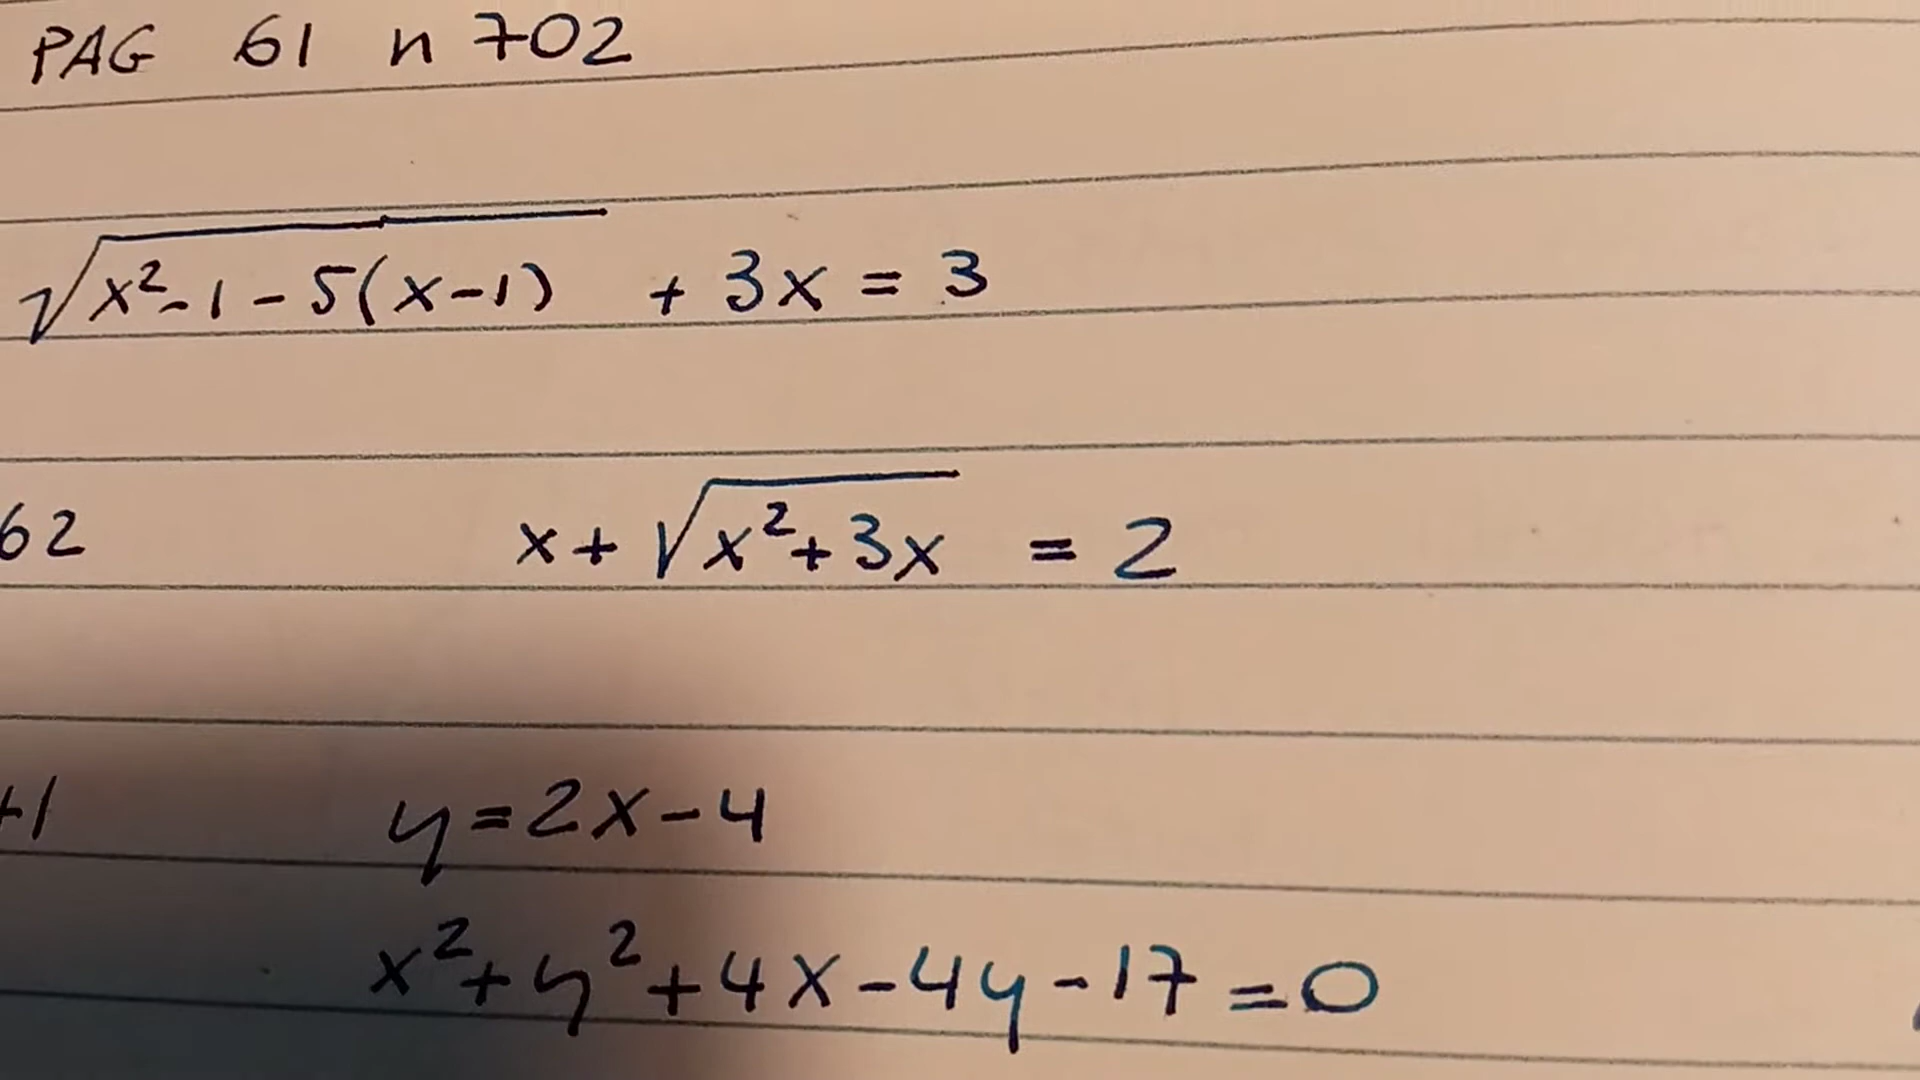 PAG 61 n 702
√x²-1-5(x-1) + 3x = 3
62 x+√x²+3x = 2
+1 y=2x-4
x²+y²+4x-4y-17=0